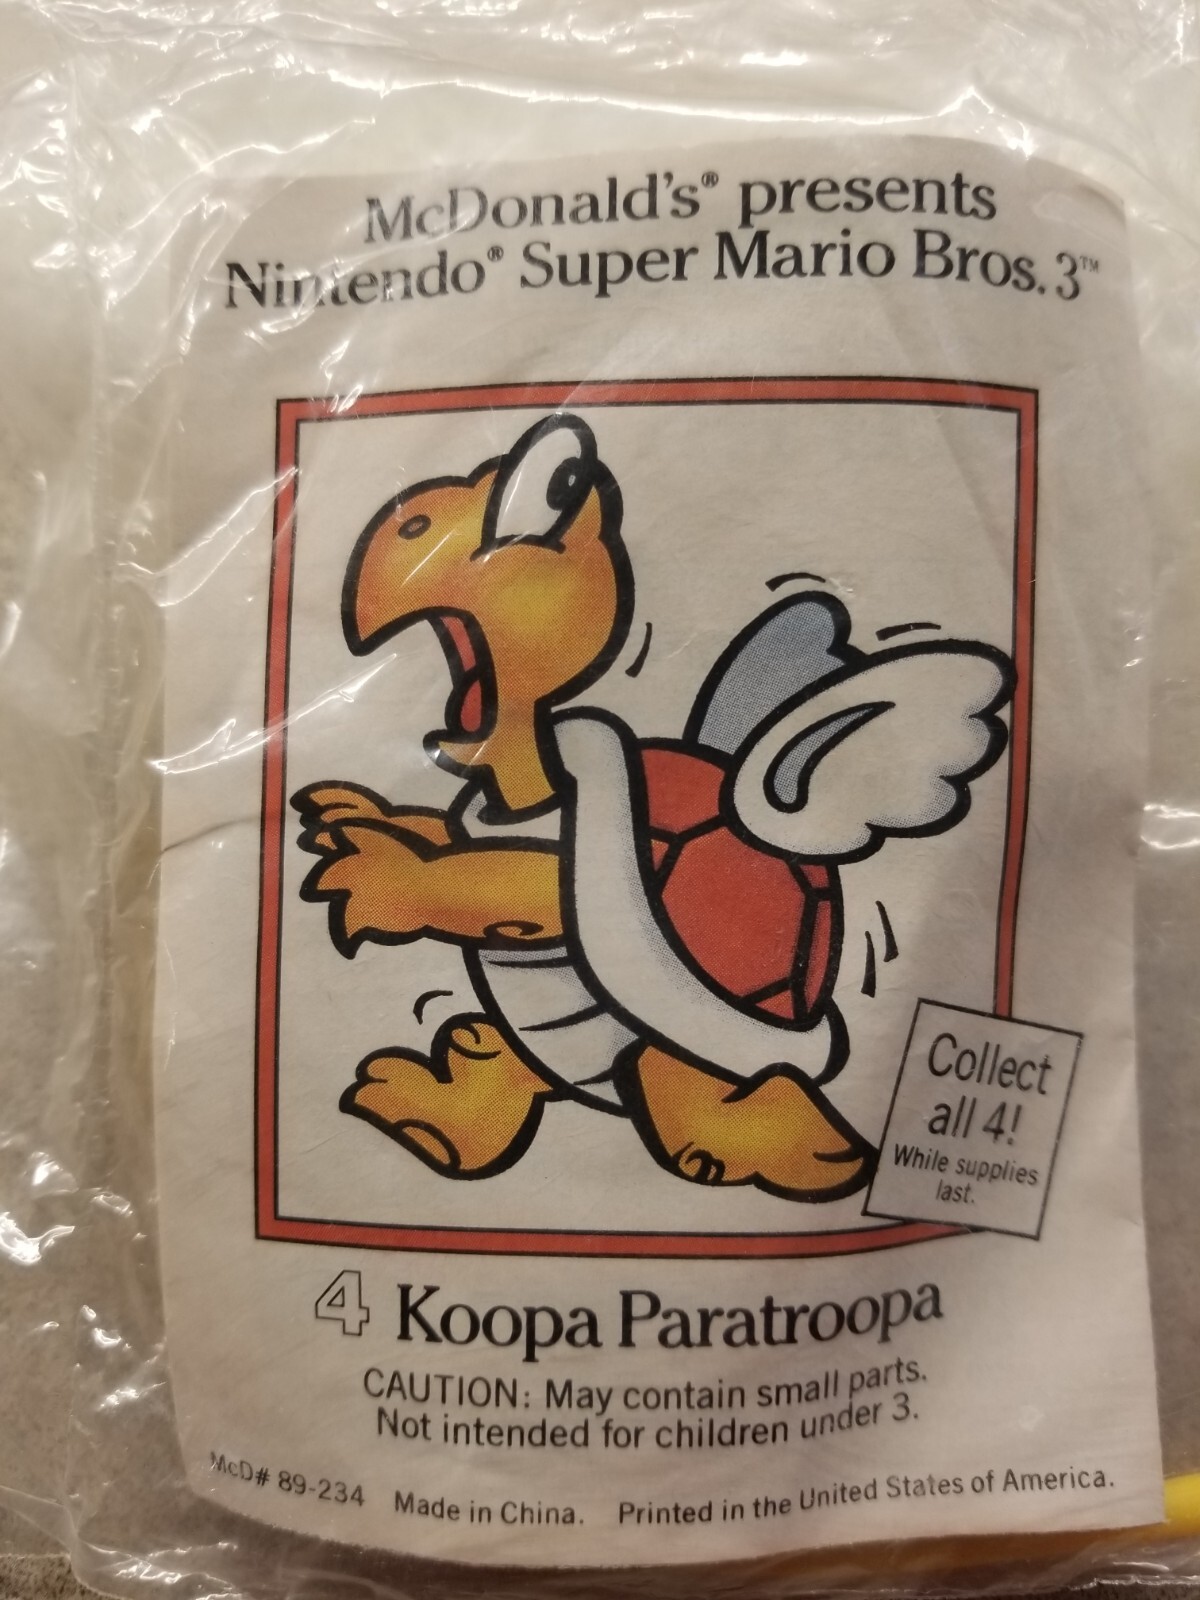 McDonald's® presents
Nintendo® Super Mario Bros. 3™
Collect
all 4!
While supplies
last.
4 Koopa Paratroopa
CAUTION: May contain small parts.
Not intended for children under 3.
McD# 89-234 Made in China. Printed in the United States of America.